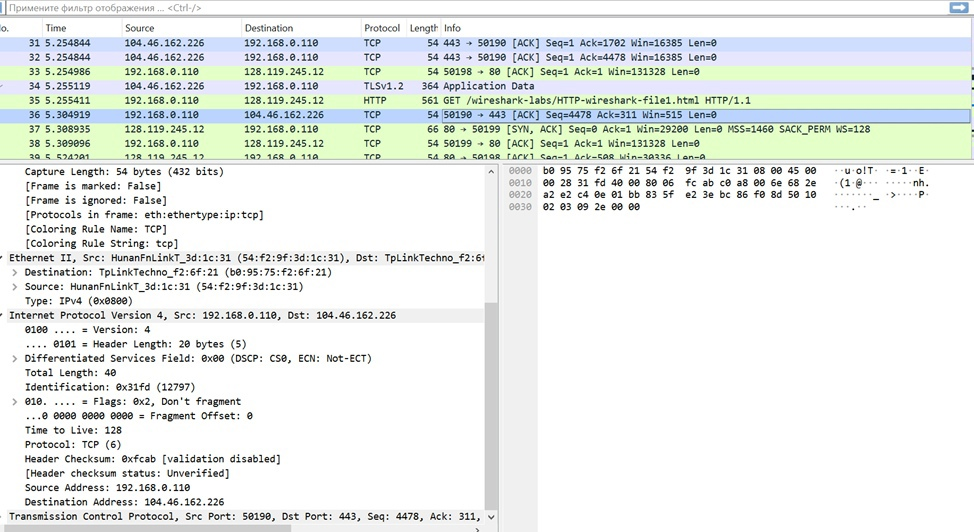 Примените фильтр отображения ... <Ctrl-/>
o. Time Source Destination Protocol Length Info
31 5.254844 104.46.162.226 192.168.0.110 TCP 54 443 → 50190 [ACK] Seq=1 Ack=1702 Win=16385 Len=0
32 5.254844 104.46.162.226 192.168.0.110 TCP 54 443 → 50190 [ACK] Seq=1 Ack=4478 Win=16385 Len=0
33 5.254986 192.168.0.110 128.119.245.12 TCP 54 50198 → 80 [ACK] Seq=1 Ack=1 Win=131328 Len=0
34 5.255119 104.46.162.226 192.168.0.110 TLSv1.2 364 Application Data
35 5.255411 192.168.0.110 128.119.245.12 HTTP 561 GET /wireshark-labs/HTTP-wireshark-file1.html HTTP/1.1
36 5.304919 192.168.0.110 104.46.162.226 TCP 54 50190 → 443 [ACK] Seq=4478 Ack=311 Win=515 Len=0
37 5.308935 128.119.245.12 192.168.0.110 TCP 66 80 → 50199 [SYN, ACK] Seq=0 Ack=1 Win=29200 Len=0 MSS=1460 SACK_PERM WS=128
38 5.309096 192.168.0.110 128.119.245.12 TCP 54 50199 → 80 [ACK] Seq=1 Ack=1 Win=131328 Len=0
39 5.524201 128.119.245.12 192.168.0.110 TCP 54 80 → 50198 [ACK] Seq=1 Ack=508 Win=30336 Len=0
Capture Length: 54 bytes (432 bits)
[Frame is marked: False]
[Frame is ignored: False]
[Protocols in frame: eth:ethertype:ip:tcp]
[Coloring Rule Name: TCP]
[Coloring Rule String: tcp]
Ethernet II, Src: HunanFnLinkT_3d:1c:31 (54:f2:9f:3d:1c:31), Dst: TpLinkTechno_f2:6f
Destination: TpLinkTechno_f2:6f:21 (b0:95:75:f2:6f:21)
Source: HunanFnLinkT_3d:1c:31 (54:f2:9f:3d:1c:31)
Type: IPv4 (0x0800)
Internet Protocol Version 4, Src: 192.168.0.110, Dst: 104.46.162.226
0100 .... = Version: 4
.... 0101 = Header Length: 20 bytes (5)
Differentiated Services Field: 0x00 (DSCP: CS0, ECN: Not-ECT)
Total Length: 40
Identification: 0x31fd (12797)
010. .... = Flags: 0x2, Don't fragment
...0 0000 0000 0000 = Fragment Offset: 0
Time to Live: 128
Protocol: TCP (6)
Header Checksum: 0xfcab [validation disabled]
[Header checksum status: Unverified]
Source Address: 192.168.0.110
Destination Address: 104.46.162.226
Transmission Control Protocol, Src Port: 50190, Dst Port: 443, Seq: 4478, Ack: 311,
0000 b0 95 75 f2 6f 21 54 f2 9f 3d 1c 31 08 00 45 00 ··u·o!T· ·=·1··E·
0010 00 28 31 fd 40 00 80 06 fc ab c0 a8 00 6e 68 2e ·(1·@··· ·····nh.
0020 a2 e2 c4 0e 01 bb 83 5f e2 3e bc 86 f0 8d 50 10 ·······_ ·>····P·
0030 02 03 09 2e 00 00 ···.··